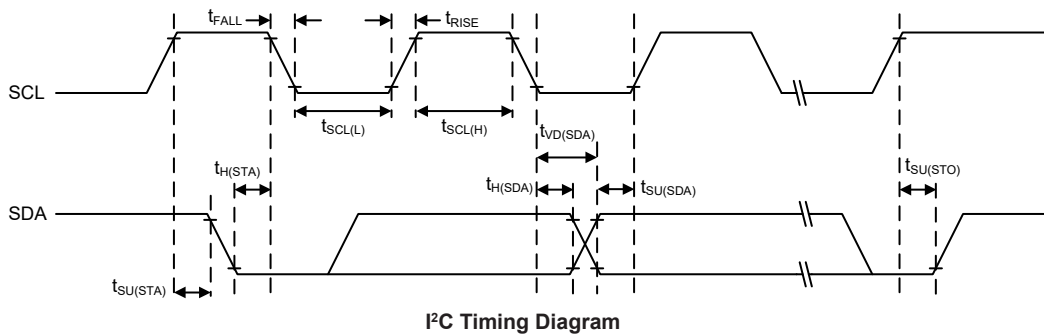 tFALL
tRISE
SCL
tSCL(L)
tSCL(H)
tVD(SDA)
tH(STA)
tH(SDA)
tSU(SDA)
tSU(STO)
SDA
tSU(STA)
I²C Timing Diagram